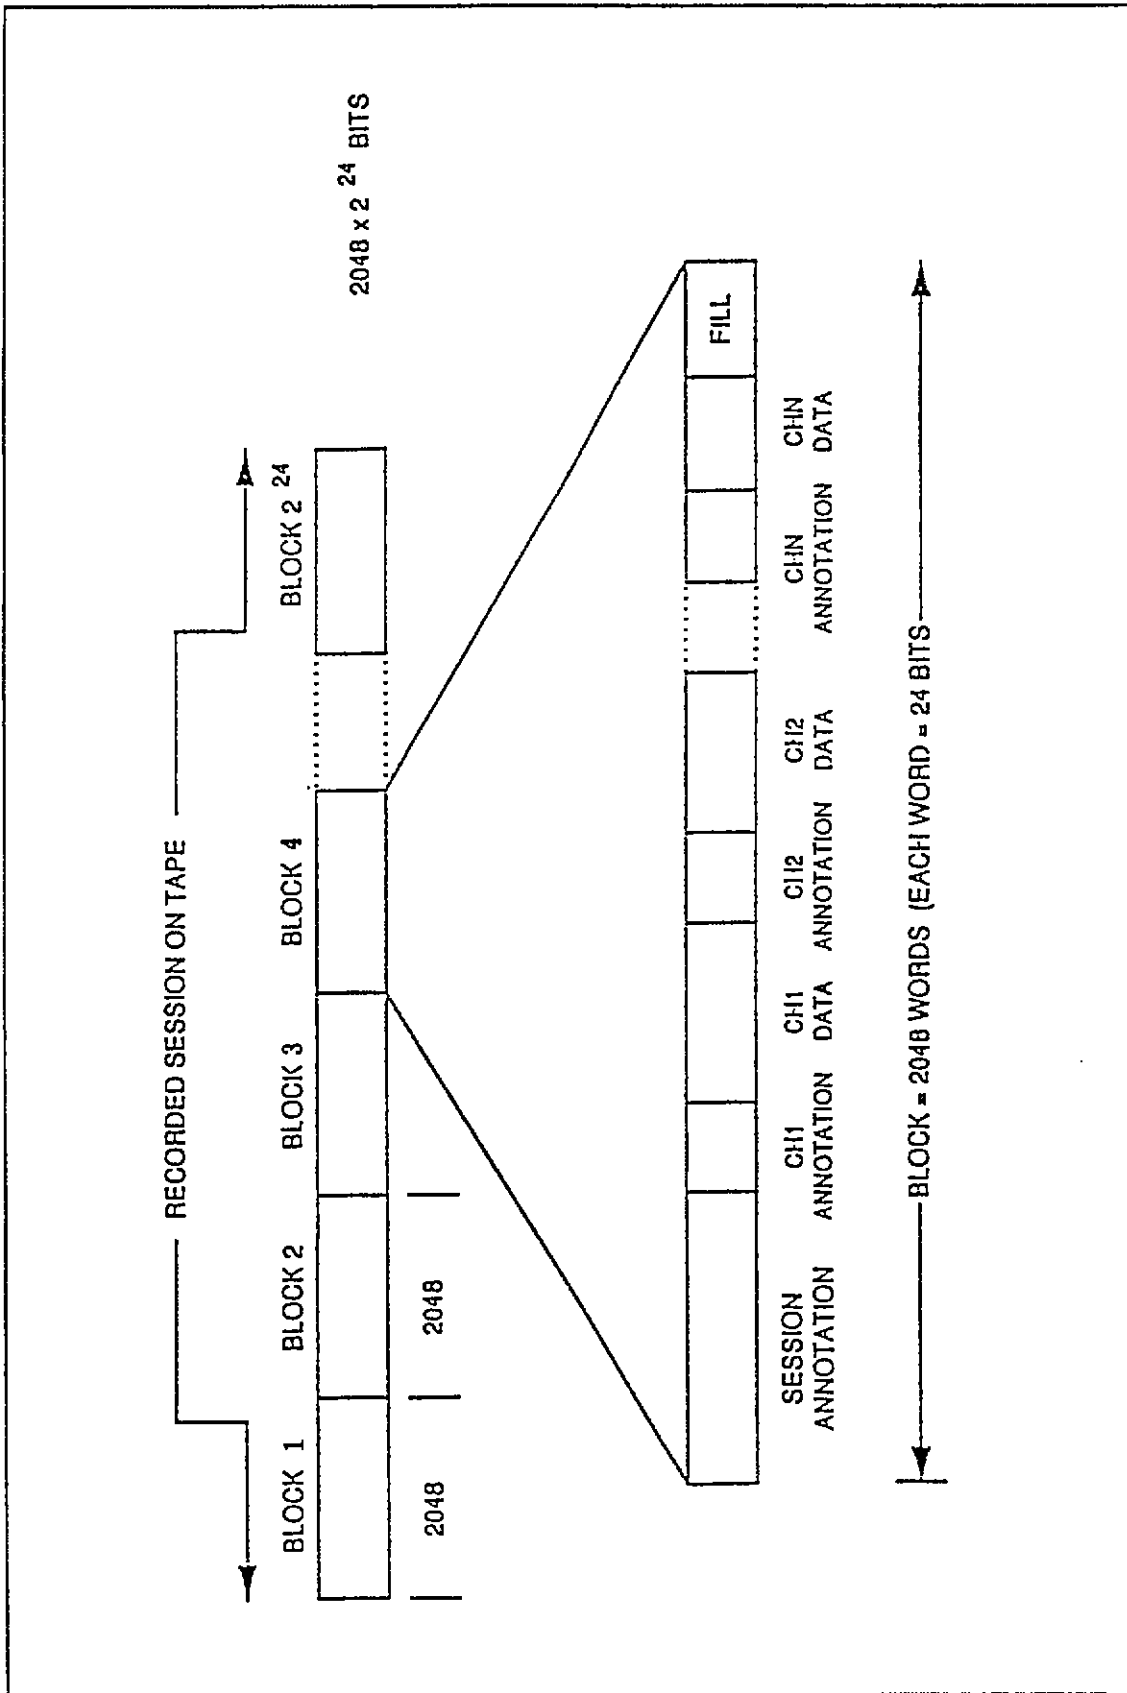 RECORDED SESSION ON TAPE
BLOCK 1 BLOCK 2 BLOCK 3 BLOCK 4 BLOCK 2 24
2048 2048
2048 x 2 24 BITS
FILL
SESSION
ANNOTATION
CH1
ANNOTATION
CH1
DATA
CH2
ANNOTATION
CH2
DATA
CHN
ANNOTATION
CHN
DATA
BLOCK = 2048 WORDS (EACH WORD = 24 BITS